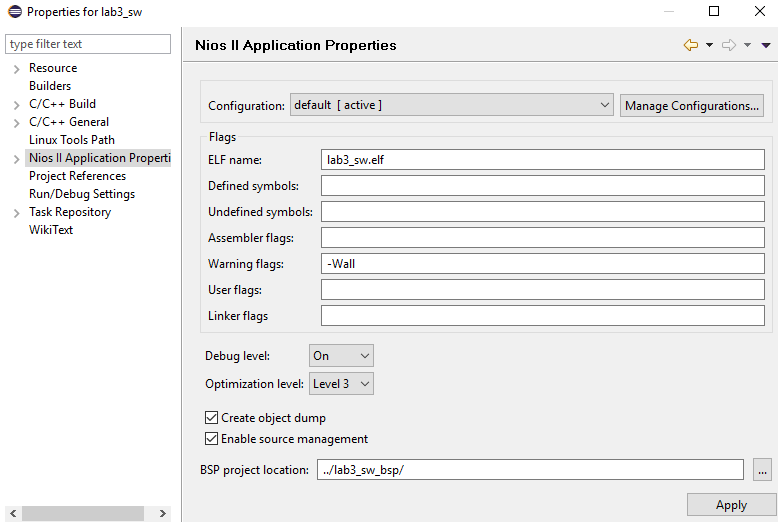 Properties for lab3_sw
type filter text
Resource
Builders
C/C++ Build
C/C++ General
Linux Tools Path
Nios II Application Properti
Project References
Run/Debug Settings
Task Repository
WikiText
Nios II Application Properties
Configuration: default [ active ] Manage Configurations...
Flags
ELF name: lab3_sw.elf
Defined symbols:
Undefined symbols:
Assembler flags:
Warning flags: -Wall
User flags:
Linker flags
Debug level: On
Optimization level: Level 3
Create object dump
Enable source management
BSP project location: ../lab3_sw_bsp/ ...
Apply